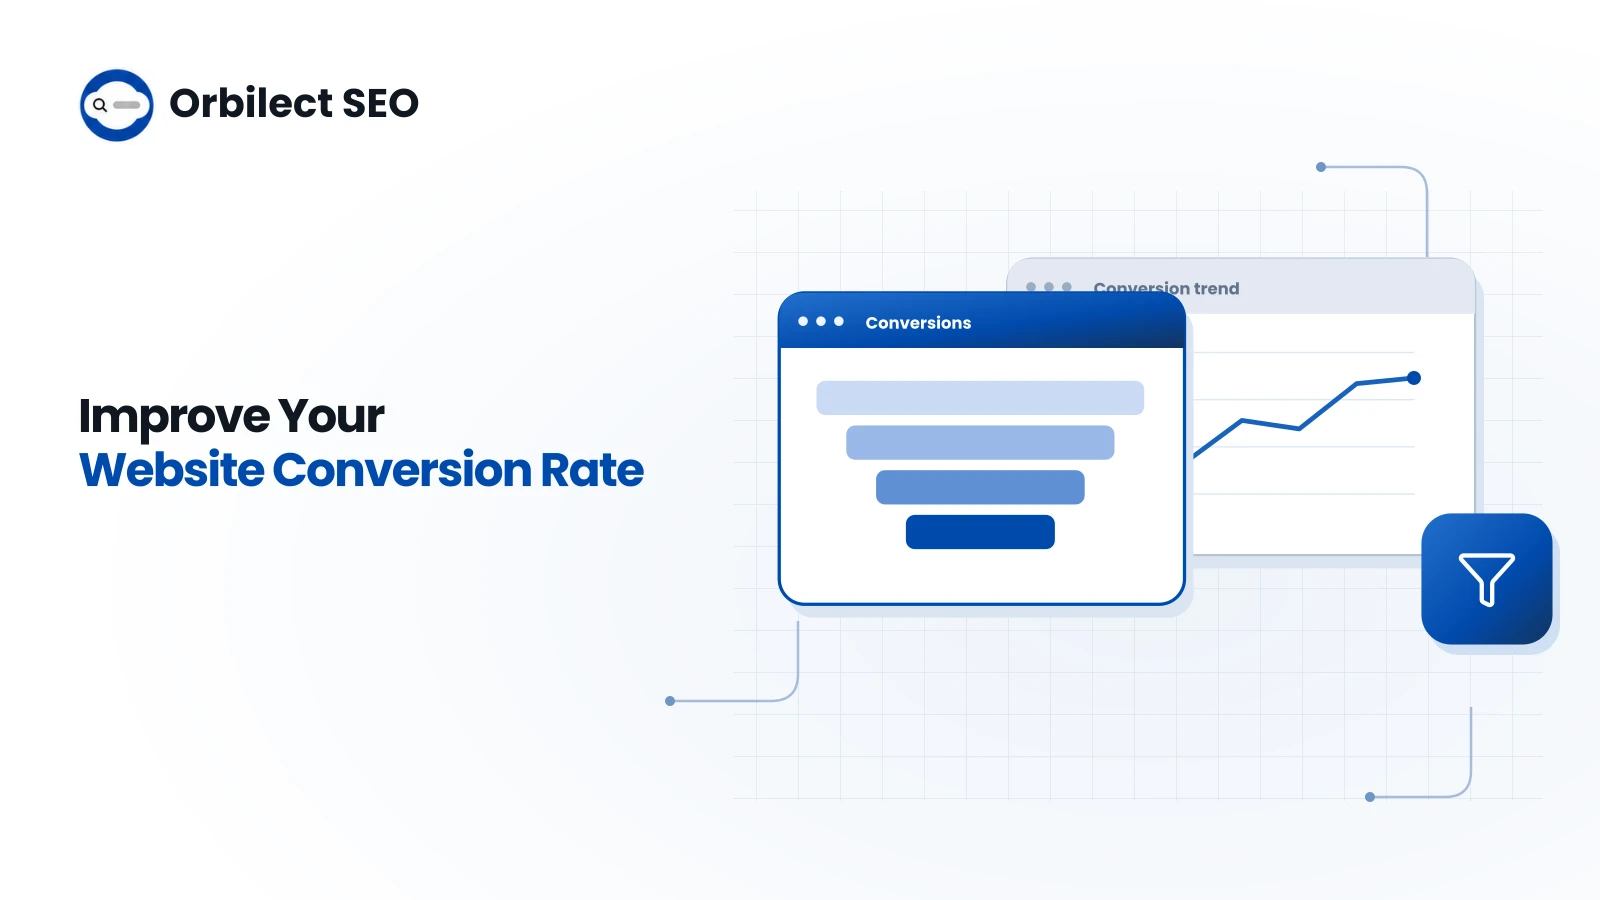 Orbilect SEO
Improve Your
Website Conversion Rate
Conversion trend
Conversions